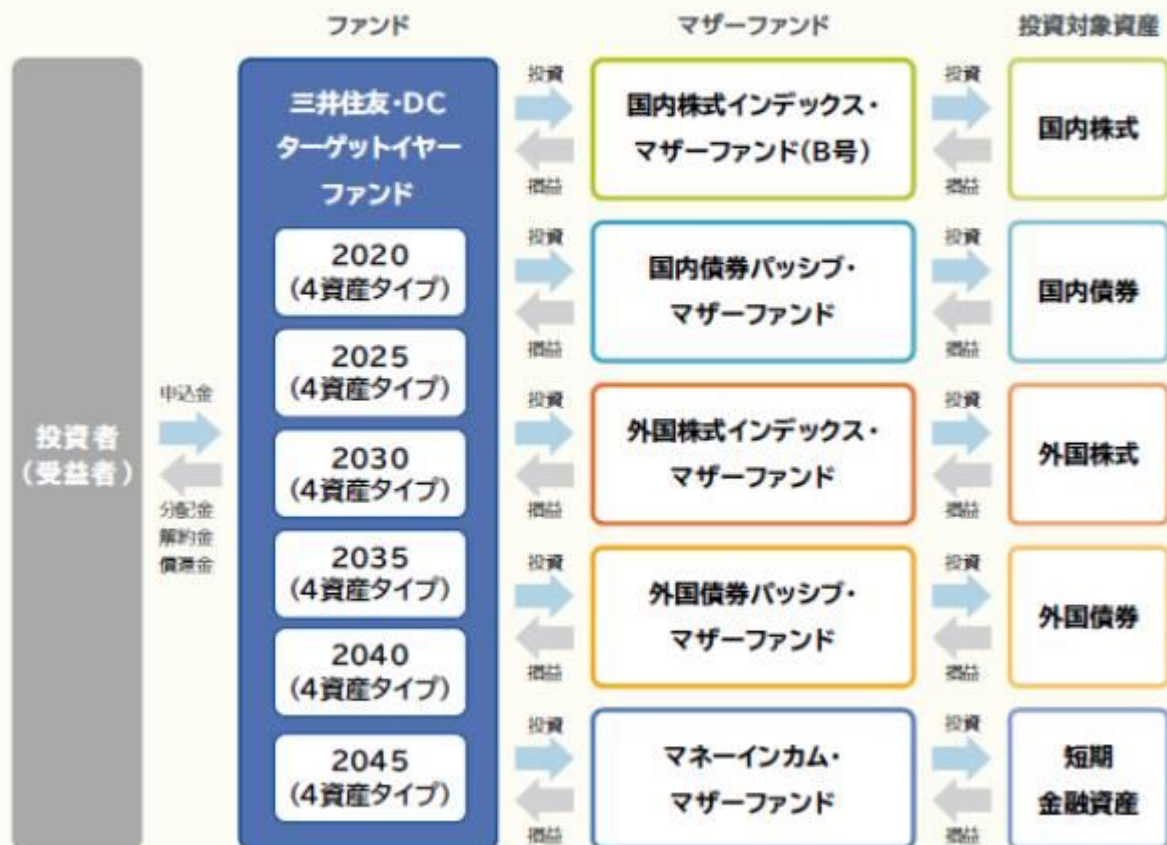 ファンド
マザーファンド
投資対象資産
投資者
(受益者)
申込金
分配金
解約金
償還金
三井住友・DC
ターゲットイヤー
ファンド
2020
(4資産タイプ)
2025
(4資産タイプ)
2030
(4資産タイプ)
2035
(4資産タイプ)
2040
(4資産タイプ)
2045
(4資産タイプ)
投資
損益
国内株式インデックス・
マザーファンド(B号)
投資
損益
国内株式
投資
損益
国内債券パッシブ・
マザーファンド
投資
損益
国内債券
投資
損益
外国株式インデックス・
マザーファンド
投資
損益
外国株式
投資
損益
外国債券パッシブ・
マザーファンド
投資
損益
外国債券
投資
損益
マネーインカム・
マザーファンド
投資
損益
短期
金融資産